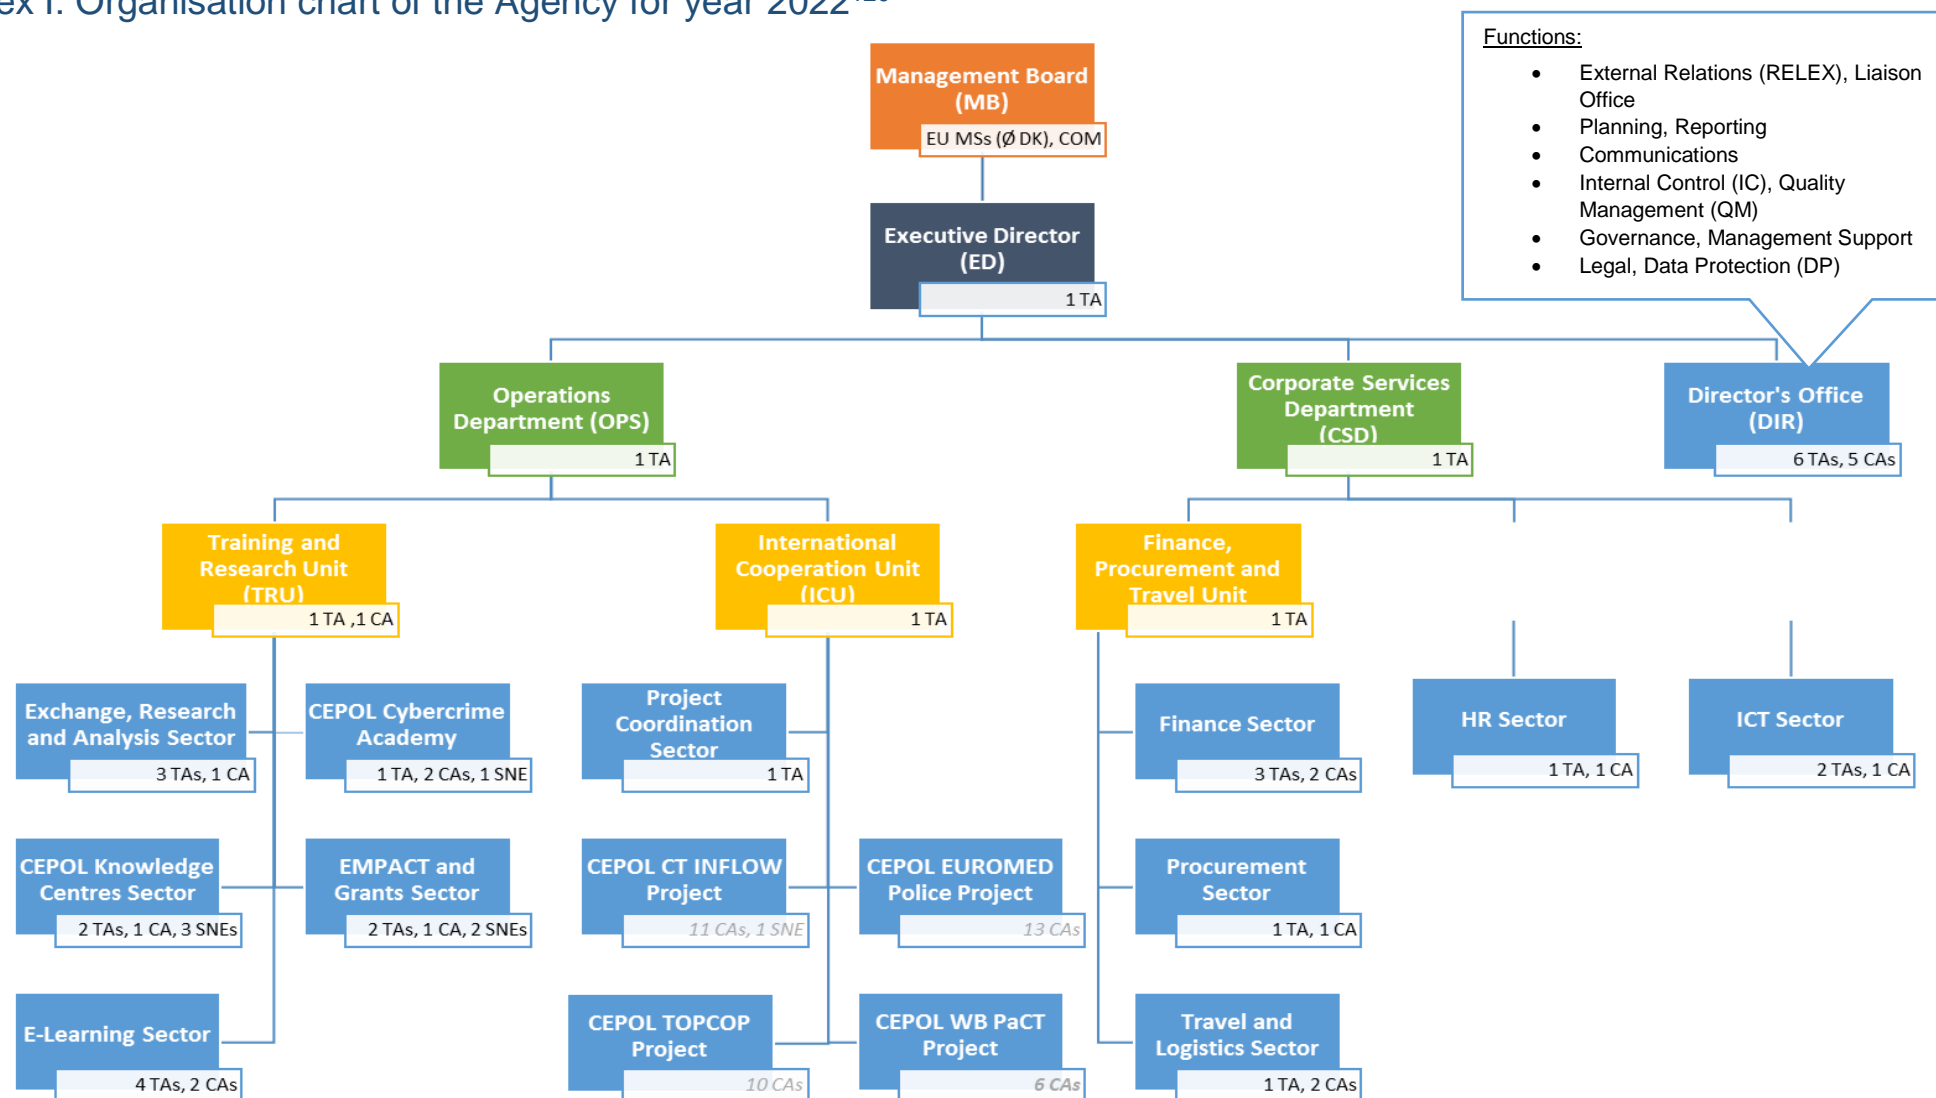 ex I. Organisation chart of the Agency for year 2022
Functions:
• External Relations (RELEX), Liaison
Office
• Planning, Reporting
• Communications
• Internal Control (IC), Quality
Management (QM)
• Governance, Management Support
• Legal, Data Protection (DP)
Management Board
(MB)
EU MSs (Ø DK), COM
Executive Director
(ED)
1 TA
Operations
Department (OPS)
1 TA
Corporate Services
Department
(CSD)
1 TA
Director's Office
(DIR)
6 TAs, 5 CAs
Training and
Research Unit
(TRU)
1 TA ,1 CA
International
Cooperation Unit
(ICU)
1 TA
Finance,
Procurement and
Travel Unit
1 TA
Exchange, Research
and Analysis Sector
3 TAs, 1 CA
CEPOL Cybercrime
Academy
1 TA, 2 CAs, 1 SNE
Project
Coordination
Sector
1 TA
Finance Sector
3 TAs, 2 CAs
HR Sector
1 TA, 1 CA
ICT Sector
2 TAs, 1 CA
CEPOL Knowledge
Centres Sector
2 TAs, 1 CA, 3 SNEs
EMPACT and
Grants Sector
2 TAs, 1 CA, 2 SNEs
CEPOL CT INFLOW
Project
11 CAs, 1 SNE
CEPOL EUROMED
Police Project
13 CAs
Procurement
Sector
1 TA, 1 CA
E-Learning Sector
4 TAs, 2 CAs
CEPOL TOPCOP
Project
10 CAs
CEPOL WB PaCT
Project
6 CAs
Travel and
Logistics Sector
1 TA, 2 CAs